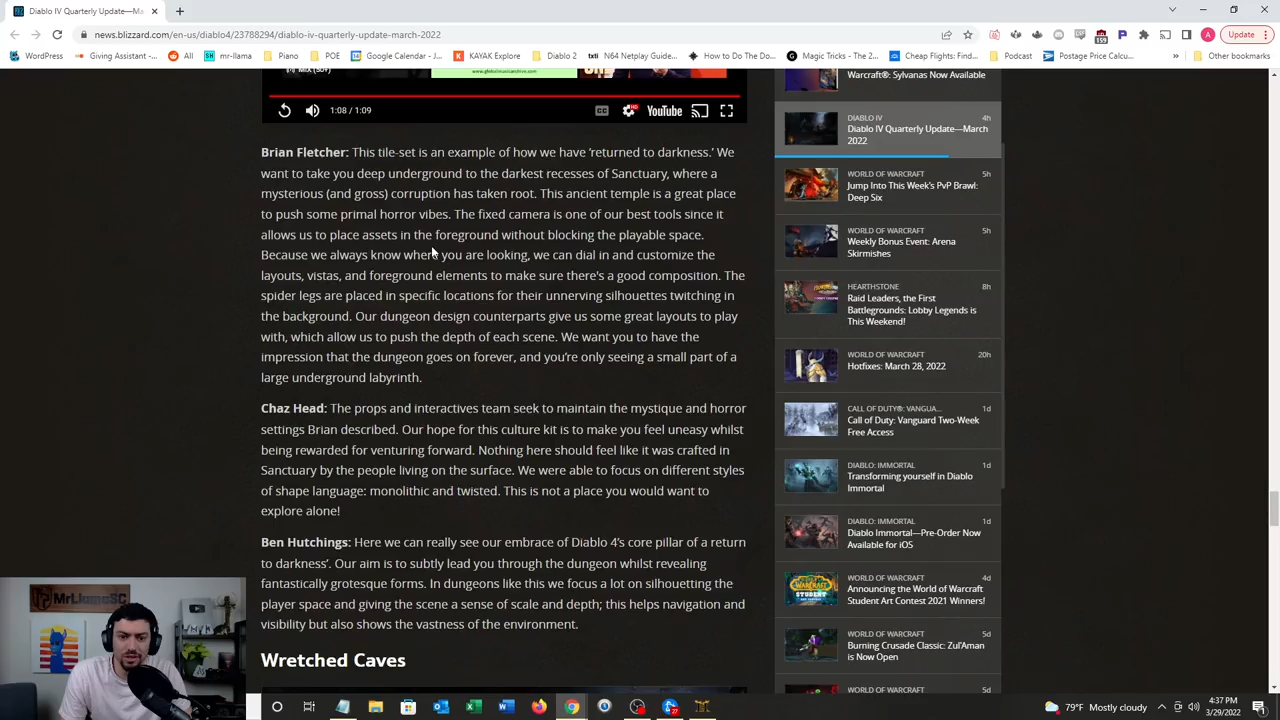 Diablo IV Quarterly Update—Ma
news.blizzard.com/en-us/diablo4/23788294/diablo-iv-quarterly-update-march-2022
A
Update
WordPress
Giving Assistant -...
All
mr-llama
Piano
POE
Google Calendar - J...
KAYAK Explore
Diablo 2
N64 Netplay Guide...
How to Do The Do...
Magic Tricks - The 2...
Cheap Flights: Find...
Podcast
Postage Price Calcu...
»
Other bookmarks
MIX (50+)
www.globalmusicarchive.com
1:08 / 1:09
CC
HD
YouTube
Brian Fletcher: This tile-set is an example of how we have ‘returned to darkness.’ We
want to take you deep underground to the darkest recesses of Sanctuary, where a
mysterious (and gross) corruption has taken root. This ancient temple is a great place
to push some primal horror vibes. The fixed camera is one of our best tools since it
allows us to place assets in the foreground without blocking the playable space.
Because we always know where you are looking, we can dial in and customize the
layouts, vistas, and foreground elements to make sure there's a good composition. The
spider legs are placed in specific locations for their unnerving silhouettes twitching in
the background. Our dungeon design counterparts give us some great layouts to play
with, which allow us to push the depth of each scene. We want you to have the
impression that the dungeon goes on forever, and you’re only seeing a small part of a
large underground labyrinth.
Chaz Head: The props and interactives team seek to maintain the mystique and horror
settings Brian described. Our hope for this culture kit is to make you feel uneasy whilst
being rewarded for venturing forward. Nothing here should feel like it was crafted in
Sanctuary by the people living on the surface. We were able to focus on different styles
of shape language: monolithic and twisted. This is not a place you would want to
explore alone!
Ben Hutchings: Here we can really see our embrace of Diablo 4’s core pillar of a return
to darkness’. Our aim is to subtly lead you through the dungeon whilst revealing
fantastically grotesque forms. In dungeons like this we focus a lot on silhouetting the
player space and giving the scene a sense of scale and depth; this helps navigation and
visibility but also shows the vastness of the environment.
Wretched Caves
Warcraft®: Sylvanas Now Available
DIABLO IV
4h
Diablo IV Quarterly Update—March
2022
WORLD OF WARCRAFT
5h
Jump Into This Week's PvP Brawl:
Deep Six
WORLD OF WARCRAFT
5h
Weekly Bonus Event: Arena
Skirmishes
HEARTHSTONE
8h
Raid Leaders, the First
Battlegrounds: Lobby Legends is
This Weekend!
WORLD OF WARCRAFT
20h
Hotfixes: March 28, 2022
CALL OF DUTY®: VANGUA...
1d
Call of Duty: Vanguard Two-Week
Free Access
DIABLO: IMMORTAL
1d
Transforming yourself in Diablo
Immortal
DIABLO: IMMORTAL
1d
Diablo Immortal—Pre-Order Now
Available for iOS
WORLD OF WARCRAFT
4d
Announcing the World of Warcraft
Student Art Contest 2021 Winners!
WORLD OF WARCRAFT
5d
Burning Crusade Classic: Zul'Aman
is Now Open
WORLD OF WARCRAFT
5d
79°F Mostly cloudy
4:37 PM
3/29/2022